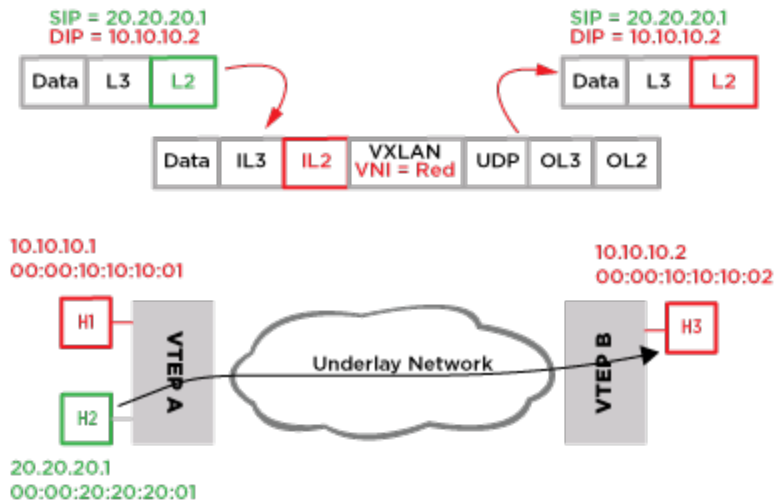 SIP = 20.20.20.1
DIP = 10.10.10.2
Data L3 L2
SIP = 20.20.20.1
DIP = 10.10.10.2
Data L3 L2
Data IL3 IL2 VXLAN VNI = Red UDP OL3 OL2
10.10.10.1
00:00:10:10:10:01
10.10.10.2
00:00:10:10:10:02
H1
VTEP A
Underlay Network
VTEP B
H3
H2
20.20.20.1
00:00:20:20:20:01